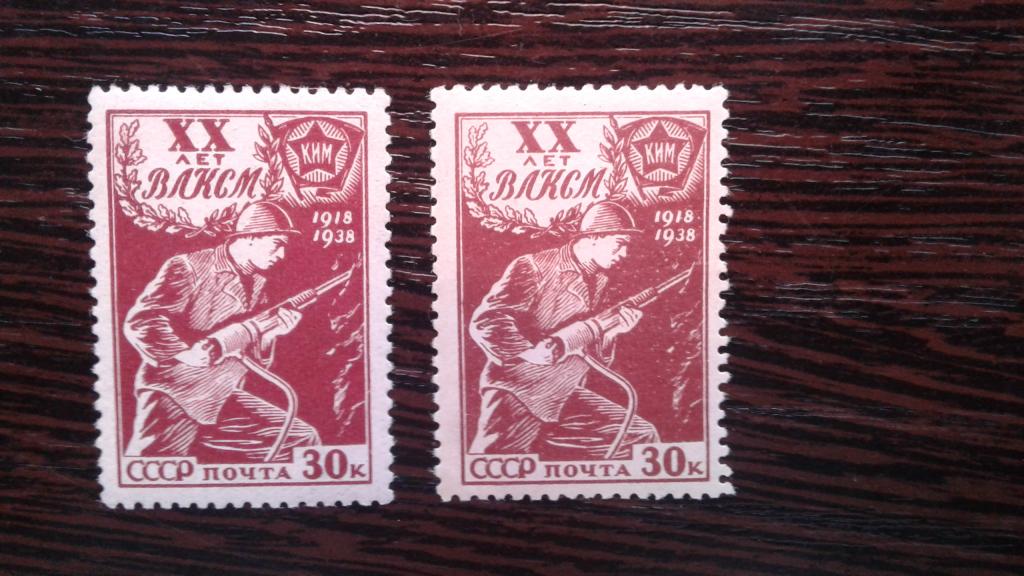 XX
ЛЕТ
ВЛКСМ
КИМ
1918
1938
СССР ПОЧТА 30К
XX
ЛЕТ
ВЛКСМ
КИМ
1918
1938
СССР ПОЧТА 30К